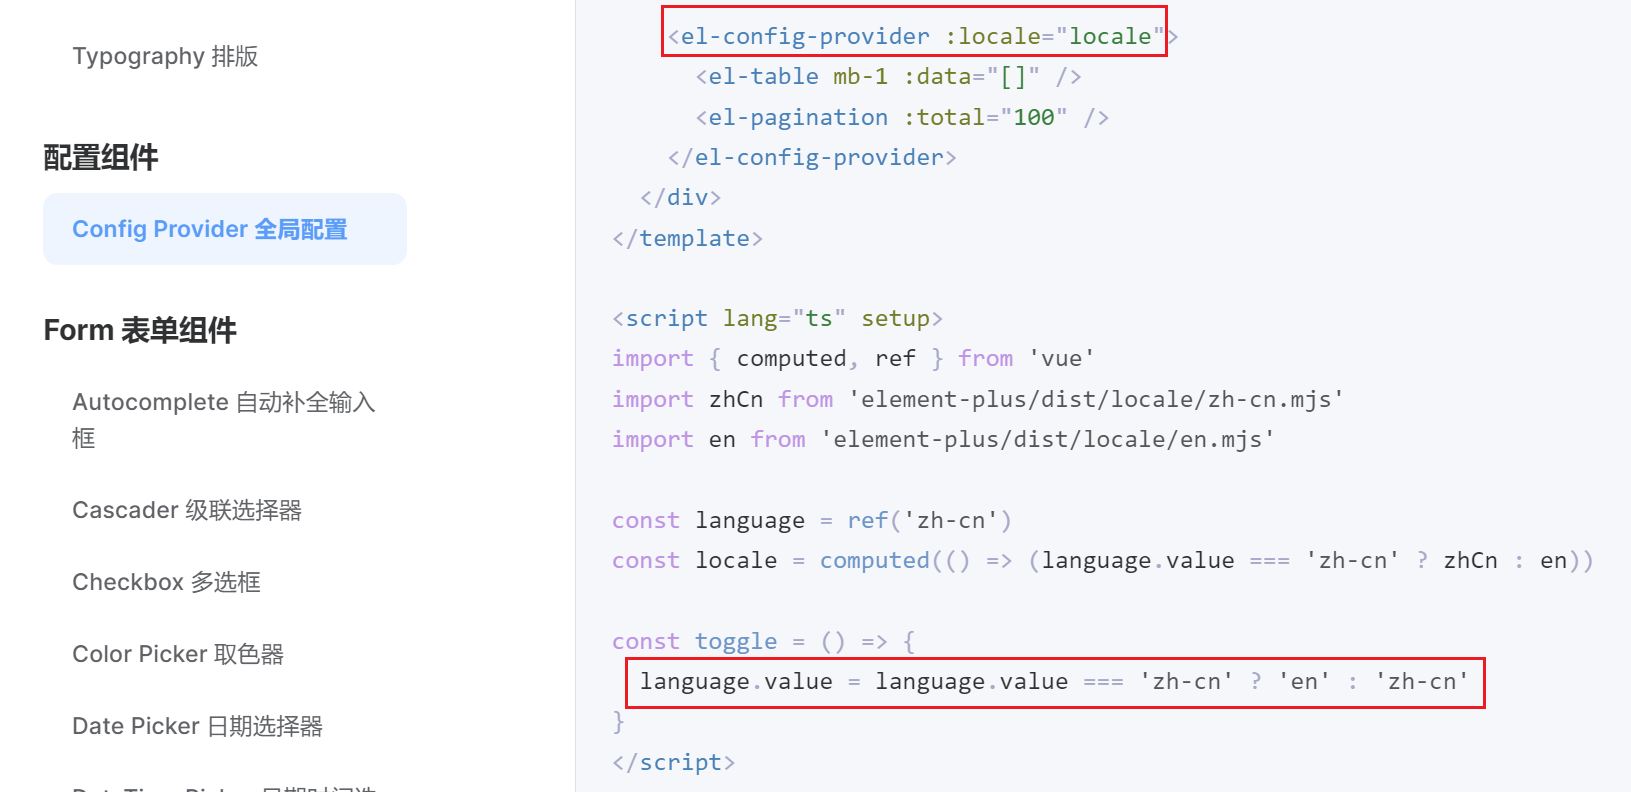 Typography 排版
配置组件
Config Provider 全局配置
Form 表单组件
Autocomplete 自动补全输入
框
Cascader 级联选择器
Checkbox 多选框
Color Picker 取色器
Date Picker 日期选择器
<el-config-provider :locale="locale">
<el-table mb-1 :data="[]" />
<el-pagination :total="100" />
</el-config-provider>
</div>
</template>
<script lang="ts" setup>
import { computed, ref } from 'vue'
import zhCn from 'element-plus/dist/locale/zh-cn.mjs'
import en from 'element-plus/dist/locale/en.mjs'
const language = ref('zh-cn')
const locale = computed(() => (language.value === 'zh-cn' ? zhCn : en))
const toggle = () => {
language.value = language.value === 'zh-cn' ? 'en' : 'zh-cn'
}
</script>